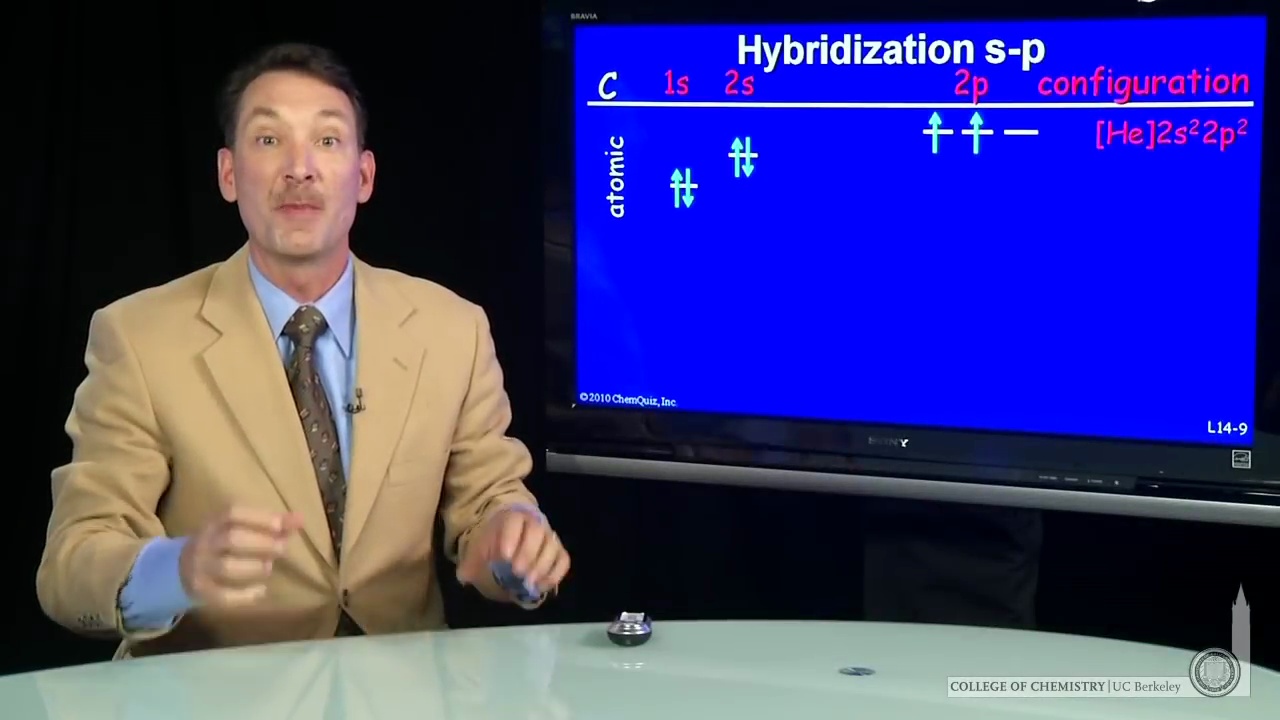 BRAVIA
Hybridization s-p
C 1s 2s 2p configuration
atomic
[He]2s²2p²
©2010 ChemQuiz, Inc.
L14-9
SONY
COLLEGE OF CHEMISTRY | UC Berkeley